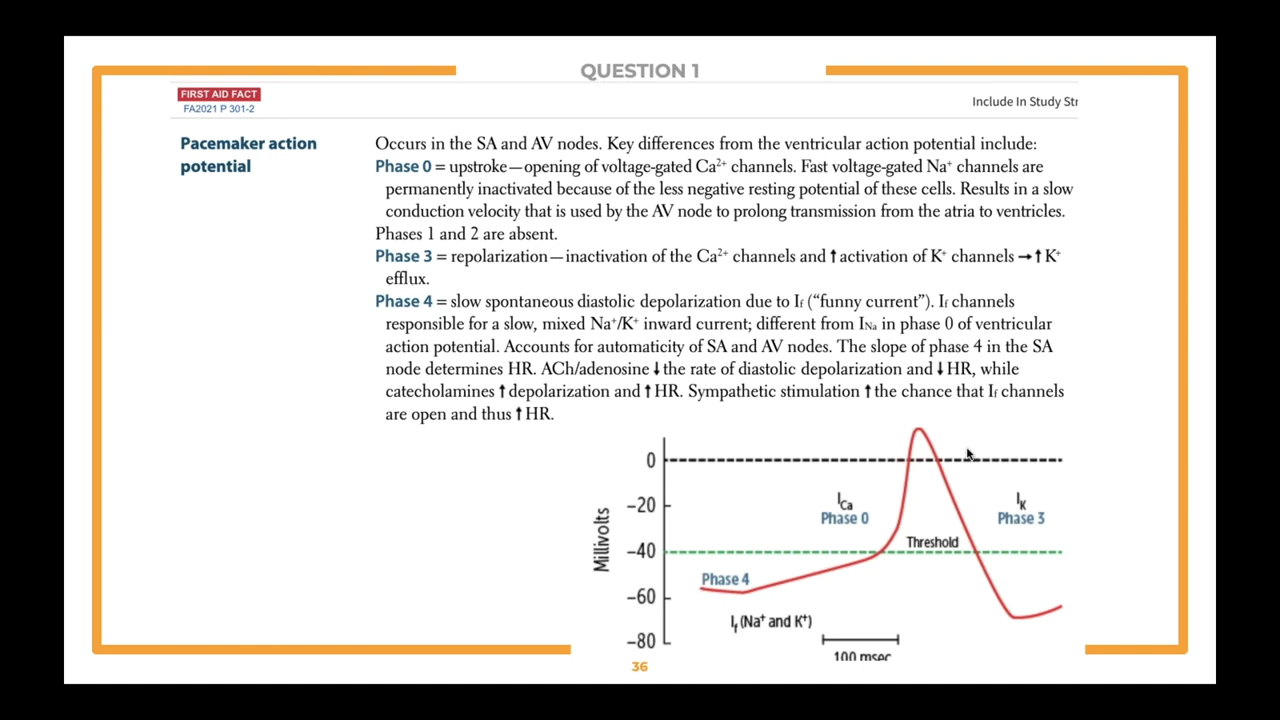 QUESTION 1
FIRST AID FACT
FA2021 P 301-2
Include In Study Str
Pacemaker action
potential
Occurs in the SA and AV nodes. Key differences from the ventricular action potential include:
Phase 0 = upstroke—opening of voltage-gated Ca²⁺ channels. Fast voltage-gated Na⁺ channels are
permanently inactivated because of the less negative resting potential of these cells. Results in a slow
conduction velocity that is used by the AV node to prolong transmission from the atria to ventricles.
Phases 1 and 2 are absent.
Phase 3 = repolarization—inactivation of the Ca²⁺ channels and ↑ activation of K⁺ channels → ↑ K⁺
efflux.
Phase 4 = slow spontaneous diastolic depolarization due to If (“funny current”). If channels
responsible for a slow, mixed Na⁺/K⁺ inward current; different from INa in phase 0 of ventricular
action potential. Accounts for automaticity of SA and AV nodes. The slope of phase 4 in the SA
node determines HR. ACh/adenosine ↓ the rate of diastolic depolarization and ↓ HR, while
catecholamines ↑ depolarization and ↑ HR. Sympathetic stimulation ↑ the chance that If channels
are open and thus ↑ HR.
Millivolts
0
−20
−40
−60
−80
ICa
Phase 0
IK
Phase 3
Threshold
Phase 4
If (Na⁺ and K⁺)
100 msec
36